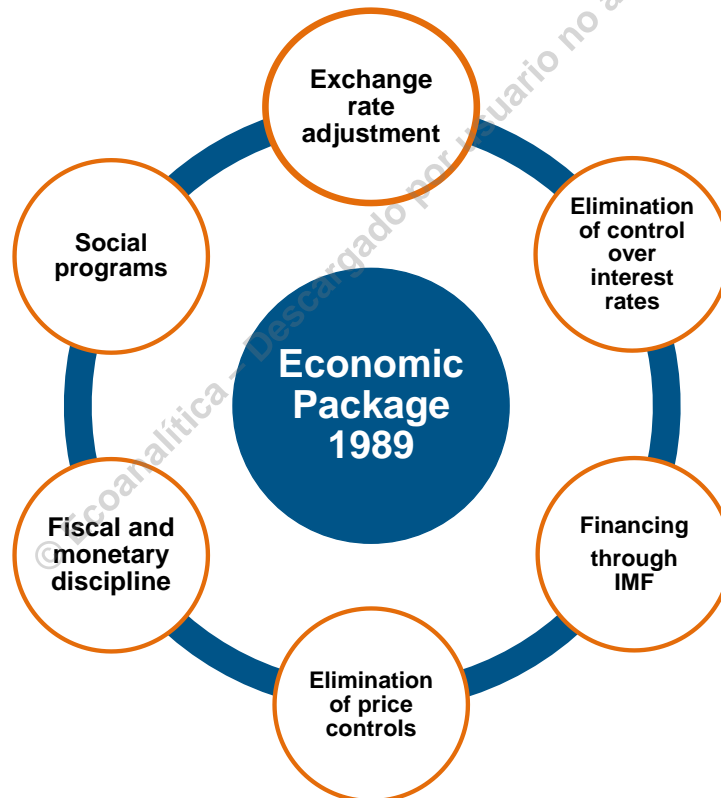 Exchange
rate
adjustment
Elimination
of control
over
interest
rates
Financing
through
IMF
Elimination
of price
controls
Fiscal and
monetary
discipline
Social
programs
Economic
Package
1989
© Ecoanalítica - Descargado por usuario no